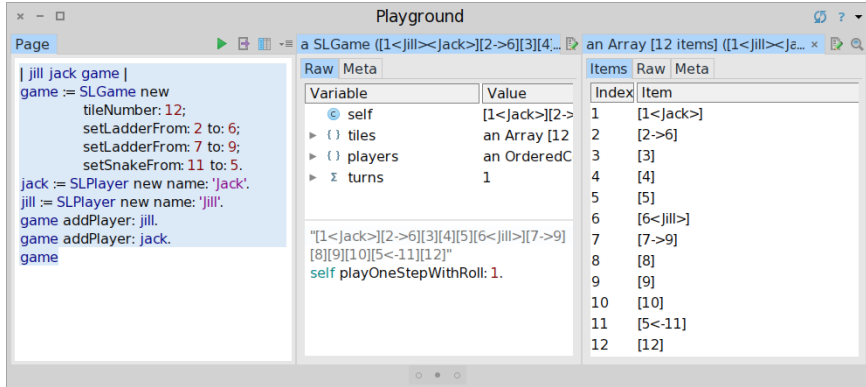 Playground
?
Page
a SLGame ([1<Jill><Jack>][2->6][3][4]...
an Array [12 items] ([1<Jill><Ja...
| jill jack game |
game := SLGame new
tileNumber: 12;
setLadderFrom: 2 to: 6;
setLadderFrom: 7 to: 9;
setSnakeFrom: 11 to: 5.
jack := SLPlayer new name: 'Jack'.
jill := SLPlayer new name: 'Jill'.
game addPlayer: jill.
game addPlayer: jack.
game
Raw Meta
Variable Value
c self [1<Jack>][2->
{ } tiles an Array [12
{ } players an OrderedC
Σ turns 1
"[1<Jack>][2->6][3][4][5][6<Jill>][7->9]
[8][9][10][5<-11][12]"
self playOneStepWithRoll: 1.
Items Raw Meta
Index Item
1 [1<Jack>]
2 [2->6]
3 [3]
4 [4]
5 [5]
6 [6<Jill>]
7 [7->9]
8 [8]
9 [9]
10 [10]
11 [5<-11]
12 [12]